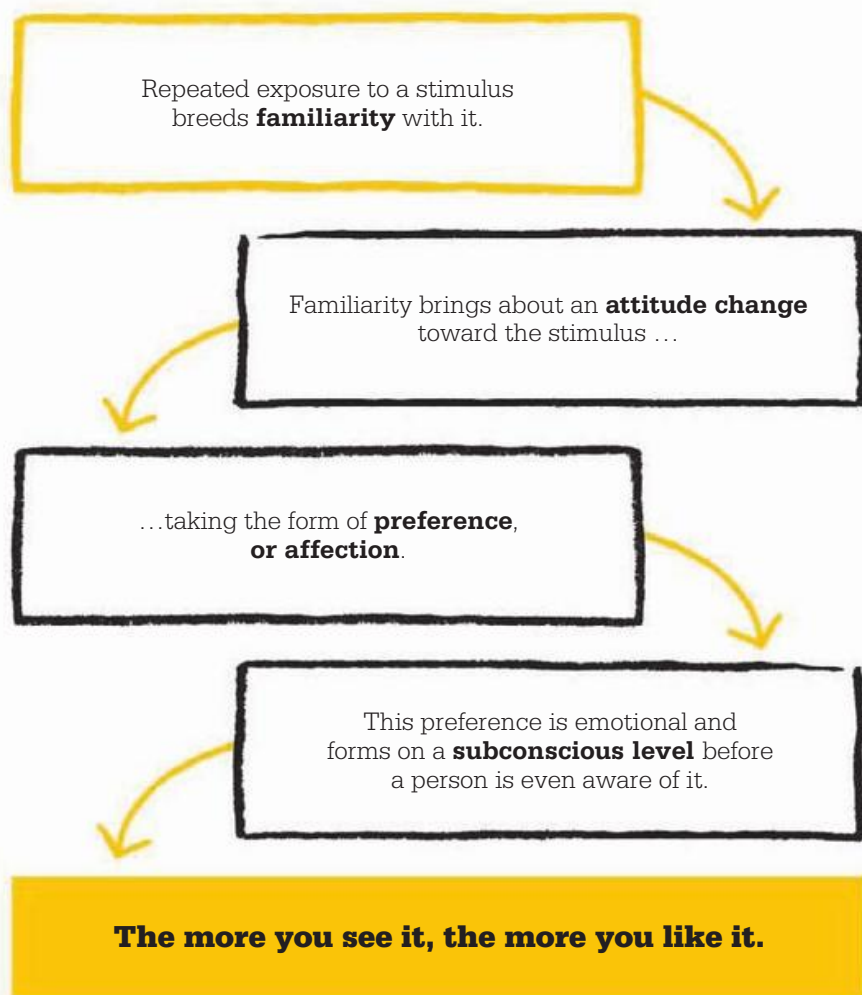 Repeated exposure to a stimulus
breeds familiarity with it.
Familiarity brings about an attitude change
toward the stimulus …
…taking the form of preference,
or affection.
This preference is emotional and
forms on a subconscious level before
a person is even aware of it.
The more you see it, the more you like it.